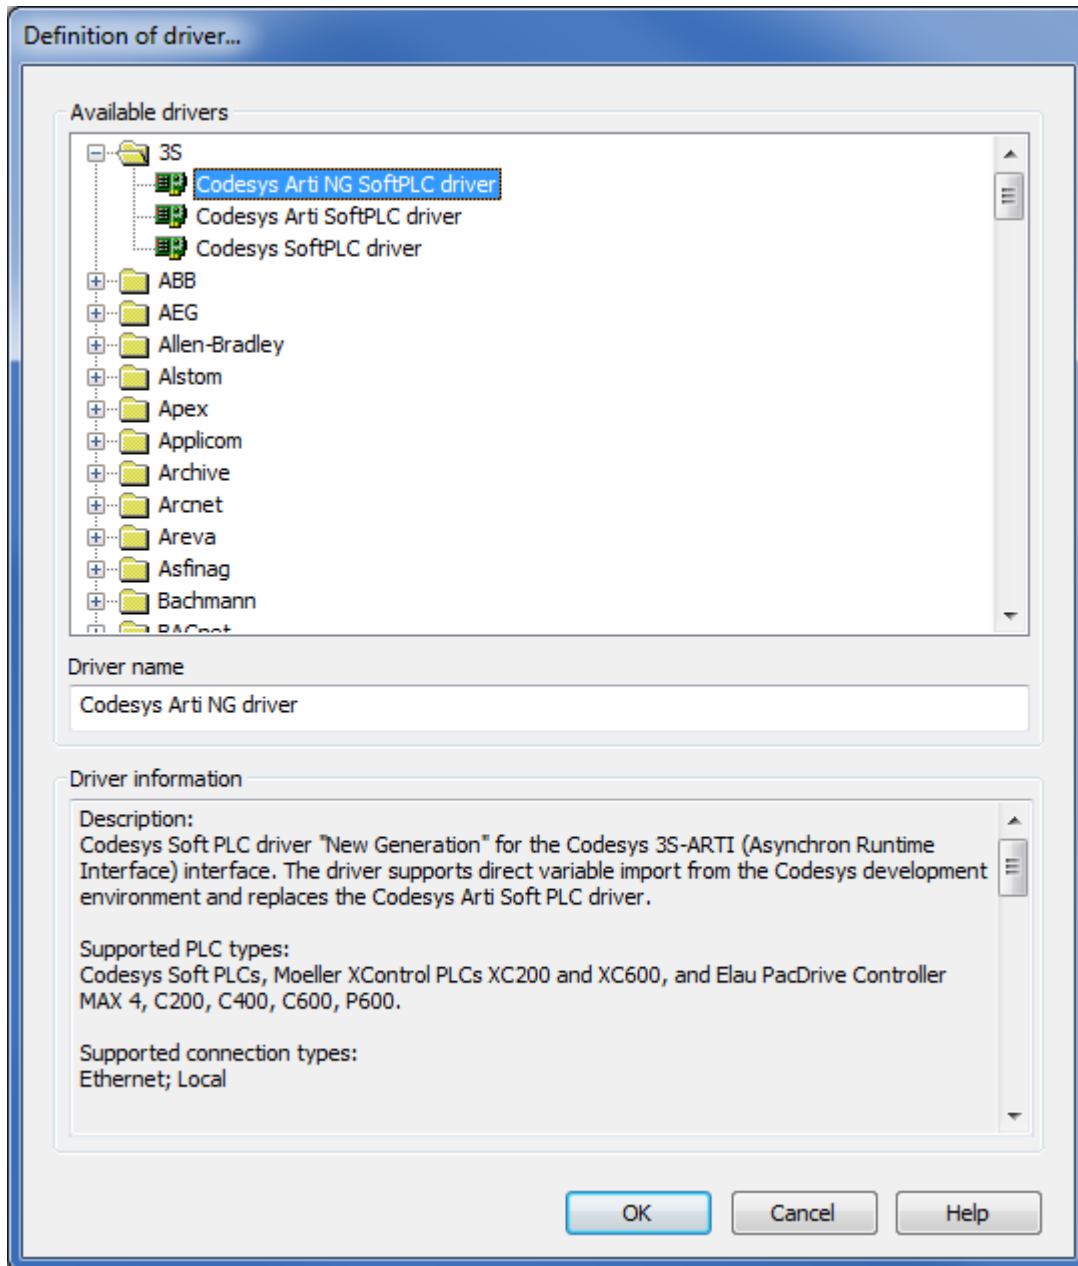 Definition of driver...
Available drivers
3S
Codesys Arti NG SoftPLC driver
Codesys Arti SoftPLC driver
Codesys SoftPLC driver
ABB
AEG
Allen-Bradley
Alstom
Apex
Applicom
Archive
Arcnet
Areva
Asfinag
Bachmann
BACnet
Driver name
Codesys Arti NG driver
Driver information
Description:
Codesys Soft PLC driver "New Generation" for the Codesys 3S-ARTI (Asynchron Runtime
Interface) interface. The driver supports direct variable import from the Codesys development
environment and replaces the Codesys Arti Soft PLC driver.
Supported PLC types:
Codesys Soft PLCs, Moeller XControl PLCs XC200 and XC600, and Elau PacDrive Controller
MAX 4, C200, C400, C600, P600.
Supported connection types:
Ethernet; Local
OK
Cancel
Help